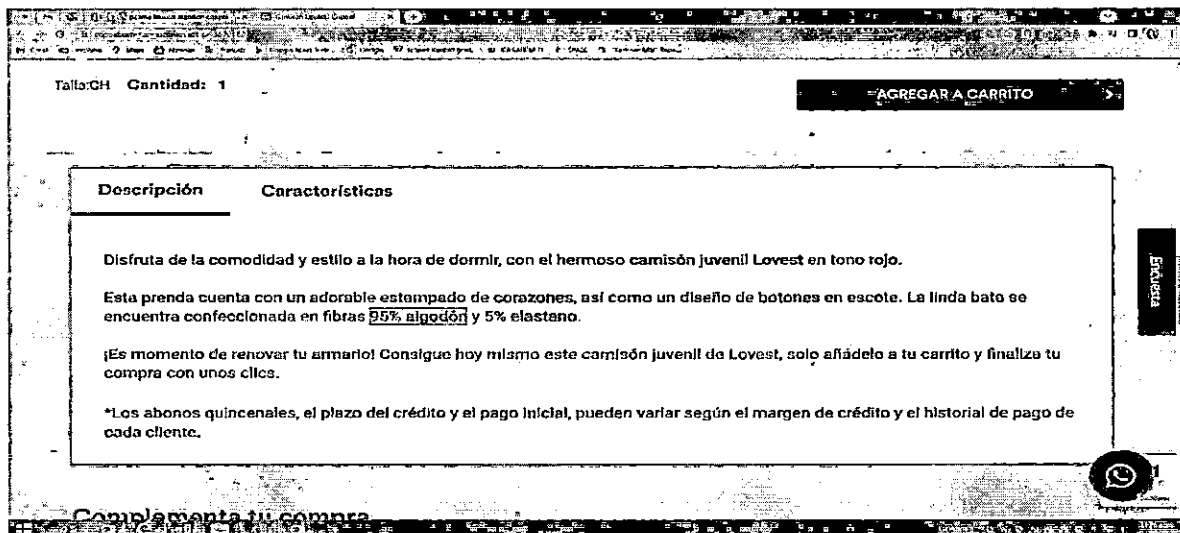 Talla:CH Cantidad: 1
AGREGAR A CARRITO >
Descripción Características
Disfruta de la comodidad y estilo a la hora de dormir, con el hermoso camisón juvenil Lovest en tono rojo.
Esta prenda cuenta con un adorable estampado de corazones, así como un diseño de botones en escote. La linda bata se
encuentra confeccionada en fibras 95% algodón y 5% elastano.
¡Es momento de renovar tu armario! Consigue hoy mismo este camisón juvenil de Lovest, solo añádelo a tu carrito y finaliza tu
compra con unos clics.
*Los abonos quincenales, el plazo del crédito y el pago inicial, pueden variar según el margen de crédito y el historial de pago de
cada cliente.
Encuesta
Complementa tu compra